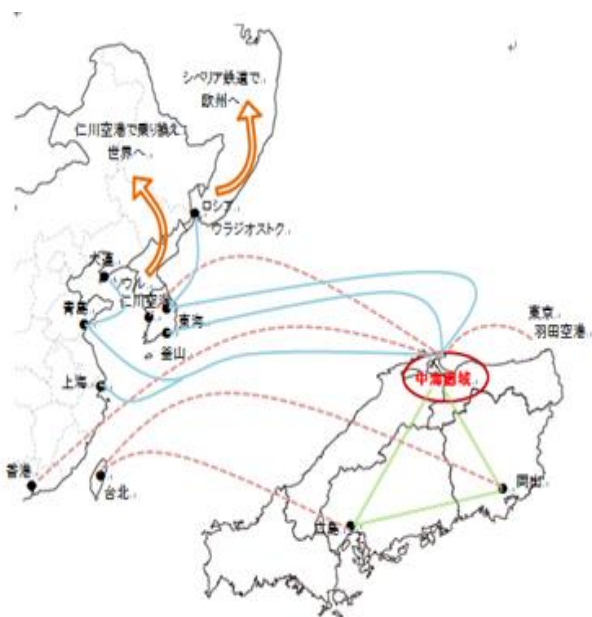 シベリア鉄道で
欧州へ
仁川空港で乗り換え
世界へ
ロシア
ウラジオストク
大連
ソウル
仁川空港
青島
東海
釜山
東京
羽田空港
上海
中海圏域
香港
台北
岡山
広島